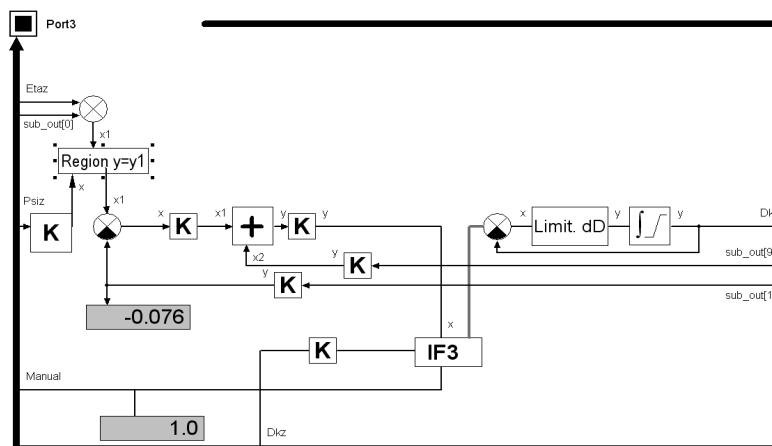 Port3
Etaz
sub_out[0]
x1
Region y=y1
x
x1
Psiz
K
x
K
x1
+
y
K
y
x
Limit. dD
y
y
Dk
x2
y
K
sub_out[9
y
K
sub_out[1
-0.076
x
K
IF3
Manual
1.0
Dkz